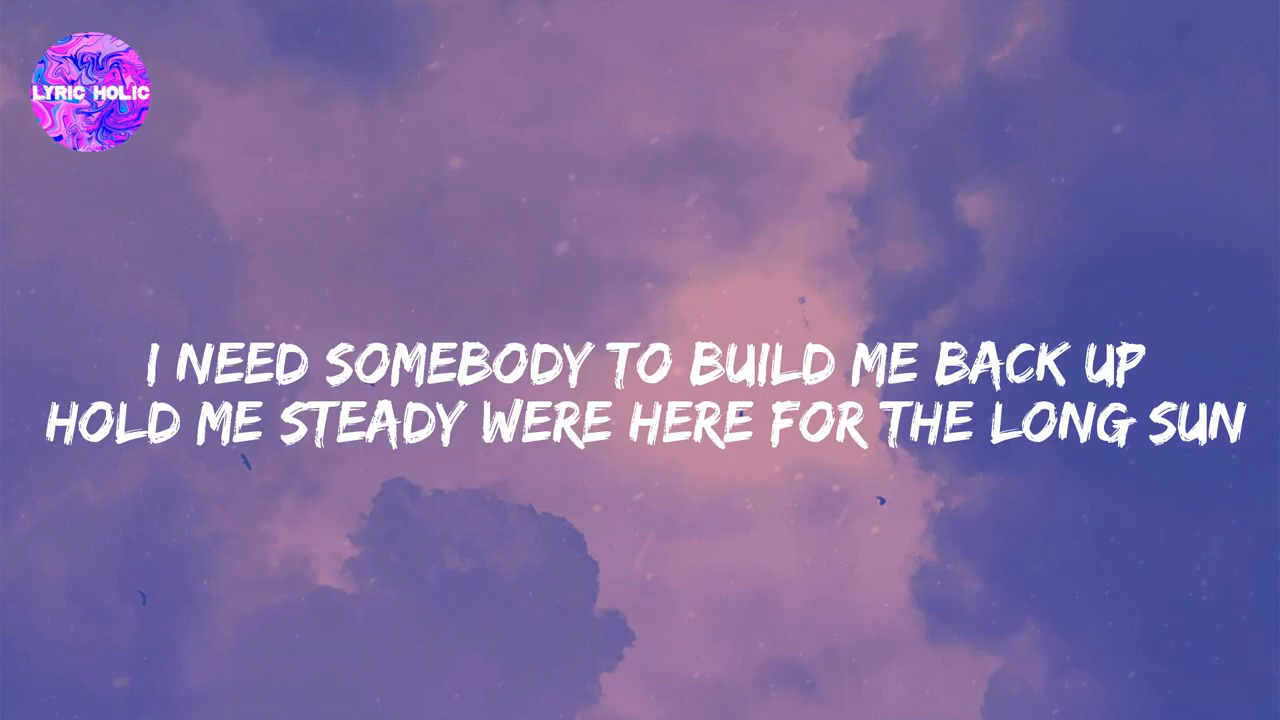 LYRIC HOLIC
I NEED SOMEBODY TO BUILD ME BACK UP
HOLD ME STEADY WERE HERE FOR THE LONG SUN